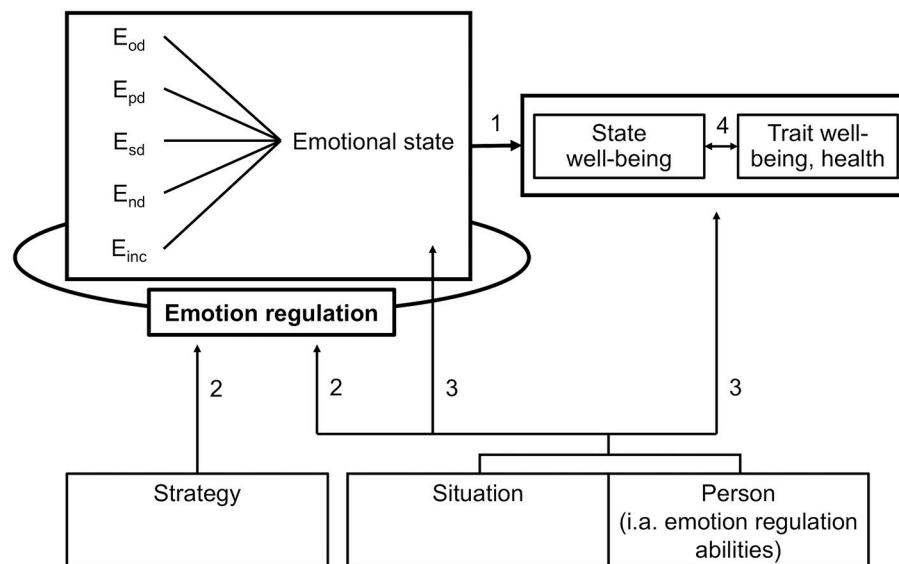 E_od
E_pd
E_sd
E_nd
E_inc
Emotional state
1
State
well-being
4
Trait well-
being, health
Emotion regulation
2
2
3
3
Strategy
Situation
Person
(i.a. emotion regulation
abilities)